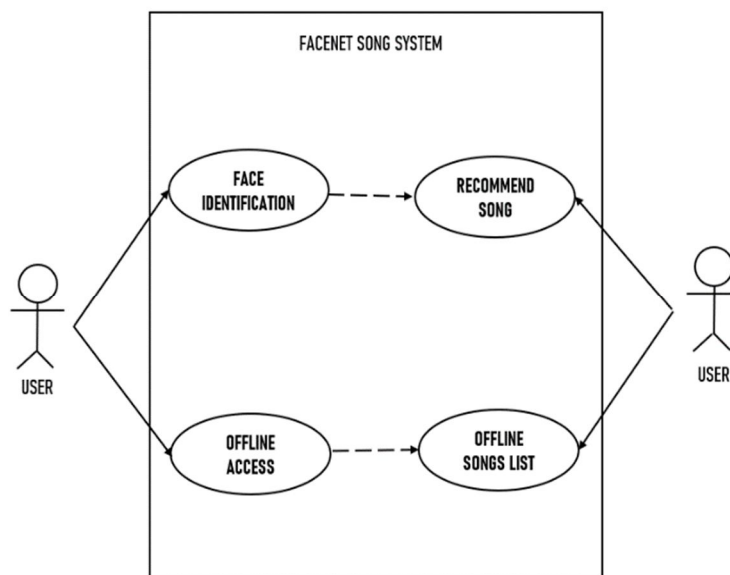 FACENET SONG SYSTEM
FACE
IDENTIFICATION
RECOMMEND
SONG
USER
USER
OFFLINE
ACCESS
OFFLINE
SONGS LIST